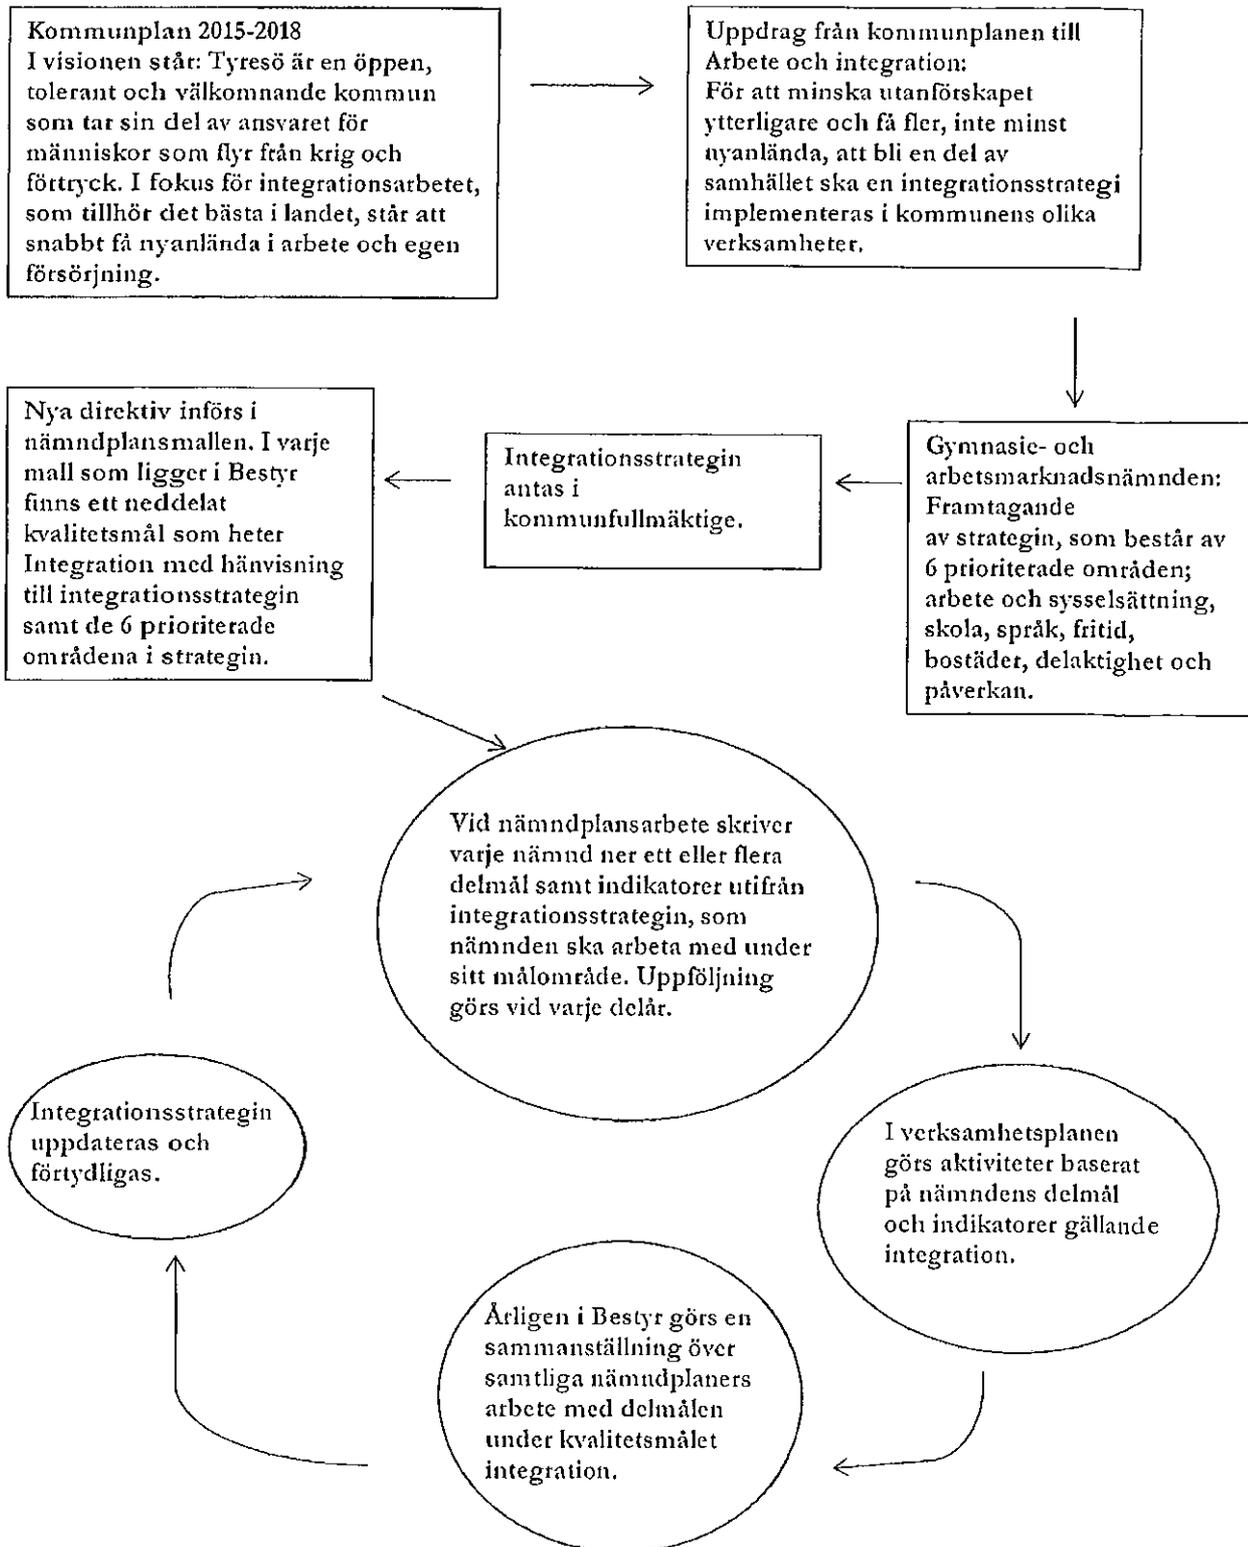 Kommunplan 2015-2018
I visionen står: Tyresö är en öppen,
tolerant och välkomnande kommun
som tar sin del av ansvaret för
människor som flyr från krig och
förtryck. I fokus för integrationsarbetet,
som tillhör det bästa i landet, står att
snabbt få nyanlända i arbete och egen
försörjning.
Uppdrag från kommunplanen till
Arbete och integration:
För att minska utanförskapet
ytterligare och få fler, inte minst
nyanlända, att bli en del av
samhället ska en integrationsstrategi
implementeras i kommunens olika
verksamheter.
Gymnasie- och
arbetsmarknadsnämnden:
Framtagande
av strategin, som består av
6 prioriterade områden;
arbete och sysselsättning,
skola, språk, fritid,
bostäder, delaktighet och
påverkan.
Integrationsstrategin
antas i
kommunfullmäktige.
Nya direktiv införs i
nämndplansmallen. I varje
mall som ligger i Bestyr
finns ett neddelat
kvalitetsmål som heter
Integration med hänvisning
till integrationsstrategin
samt de 6 prioriterade
områdena i strategin.
Vid nämndplansarbete skriver
varje nämnd ner ett eller flera
delmål samt indikatorer utifrån
integrationsstrategin, som
nämnden ska arbeta med under
sitt målområde. Uppföljning
görs vid varje delår.
I verksamhetsplanen
görs aktiviteter baserat
på nämndens delmål
och indikatorer gällande
integration.
Årligen i Bestyr görs en
sammanställning över
samtliga nämndplaners
arbete med delmålen
under kvalitetsmålet
integration.
Integrationsstrategin
uppdateras och
förtydligas.